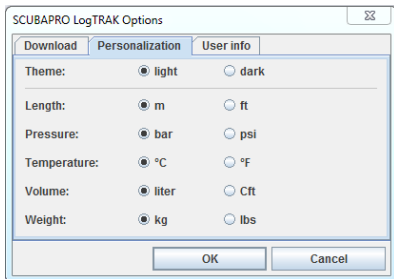 SCUBAPRO LogTRAK Options
Download Personalization User info
Theme: light dark
Length: m ft
Pressure: bar psi
Temperature: °C °F
Volume: liter Cft
Weight: kg lbs
OK Cancel